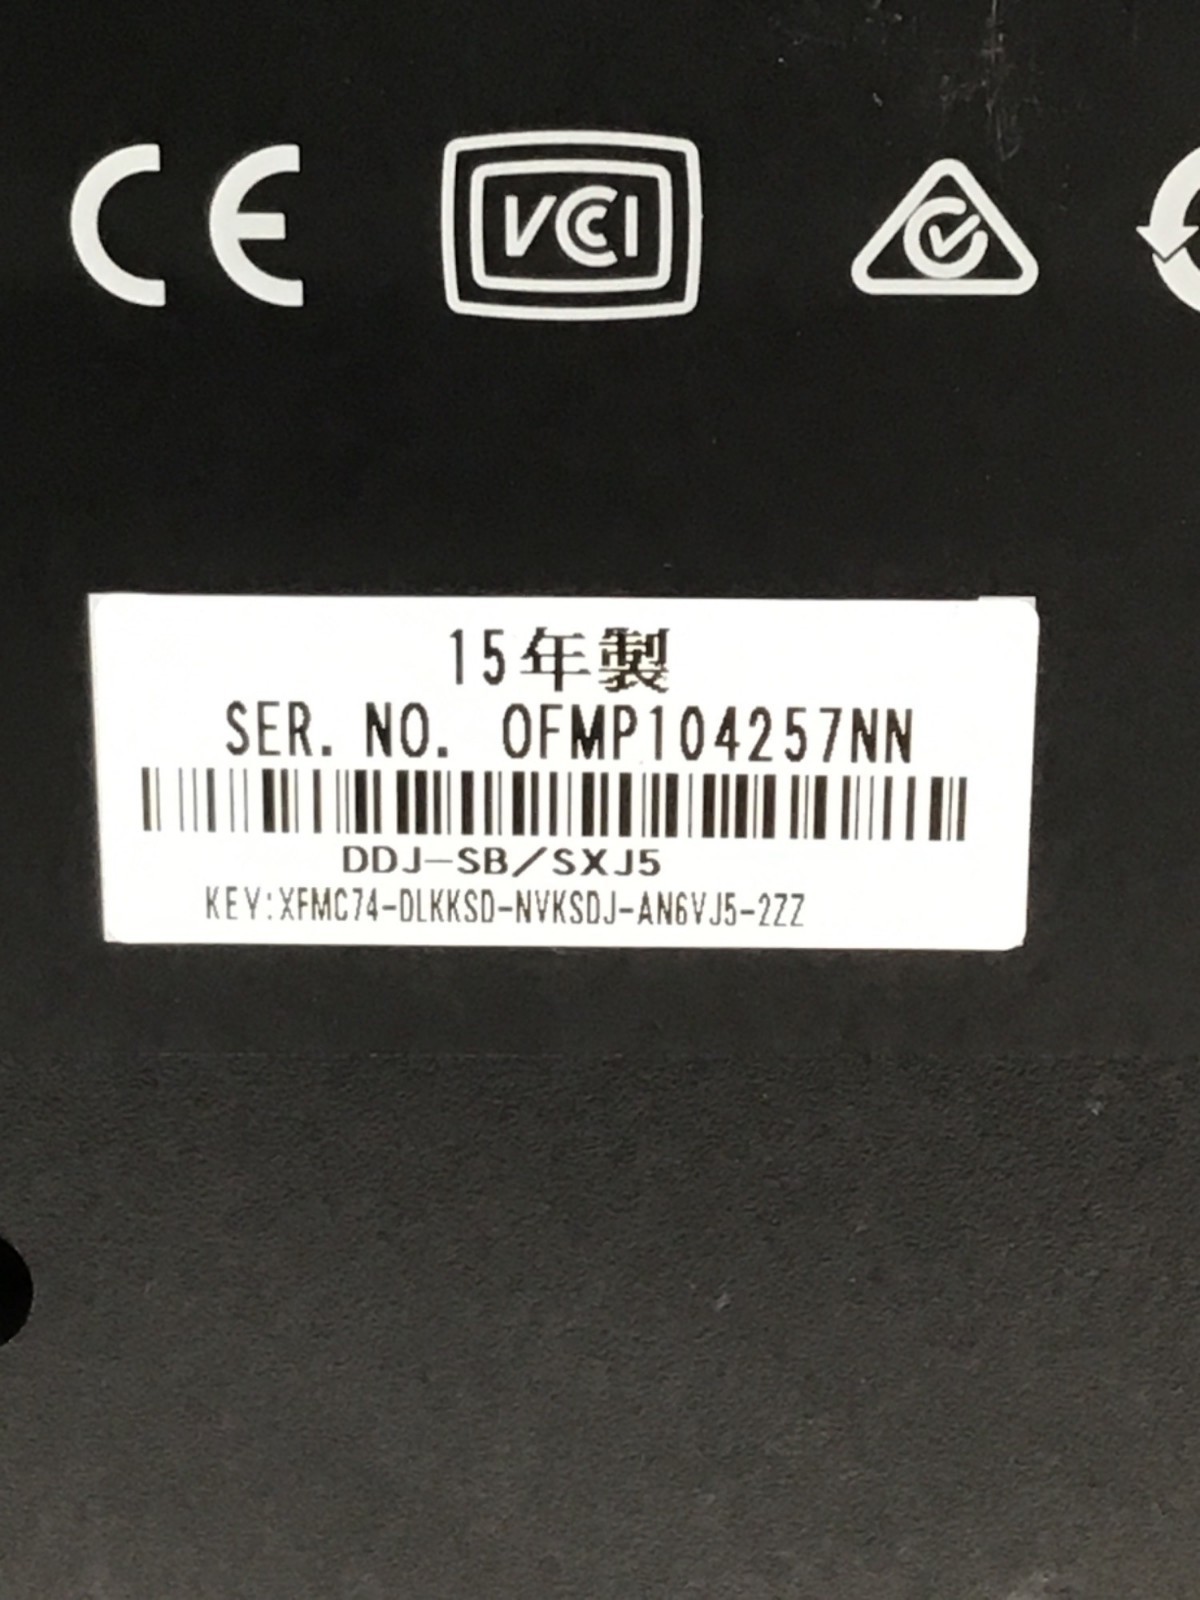 CE VCI
15年製
SER. NO. OFMP104257NN
DDJ-SB/SXJ5
KEY:XFMC74-DLKKSD-NVKSDJ-AN6VJ5-2ZZ